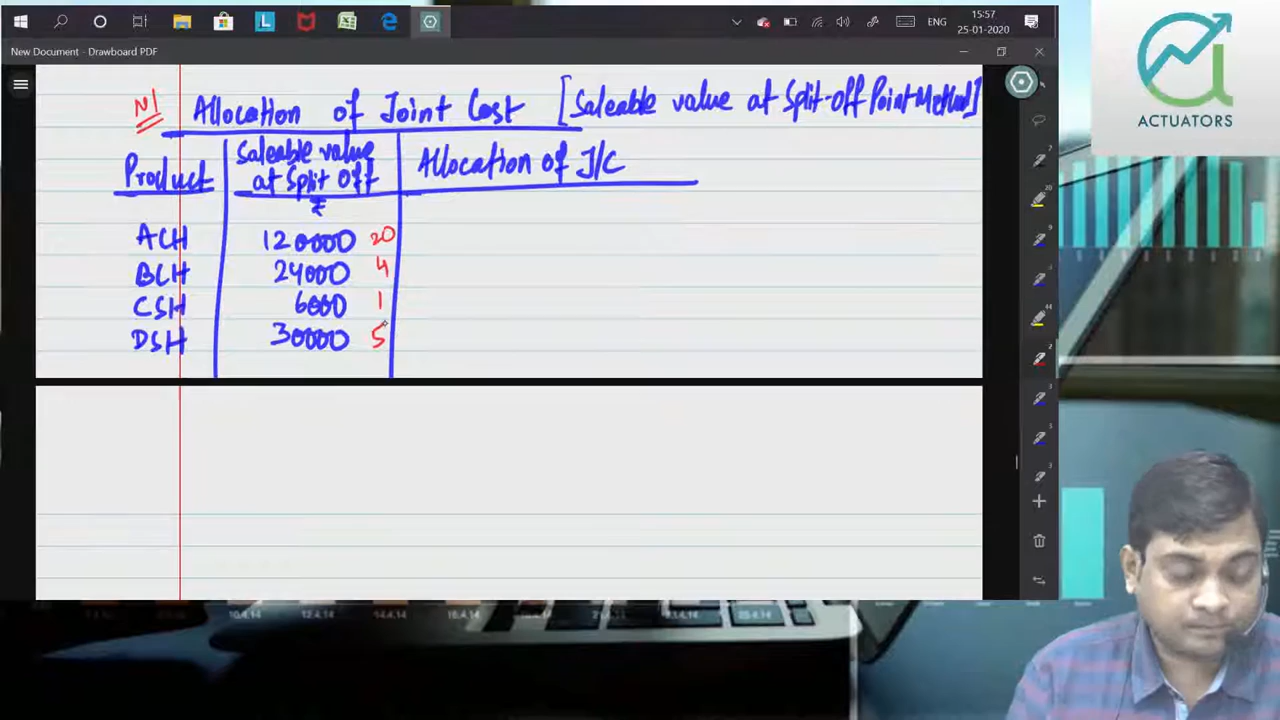 15:57
ENG
25-01-2020
New Document - Drawboard PDF
ACTUATORS
N1
Allocation of Joint Cost [Saleable value at Split-off Point Method]
Product
Saleable value at Split Off
₹
Allocation of J/C
ACH 120000 20
BCH 24000 4
CSH 6000 1
DSH 30000 5